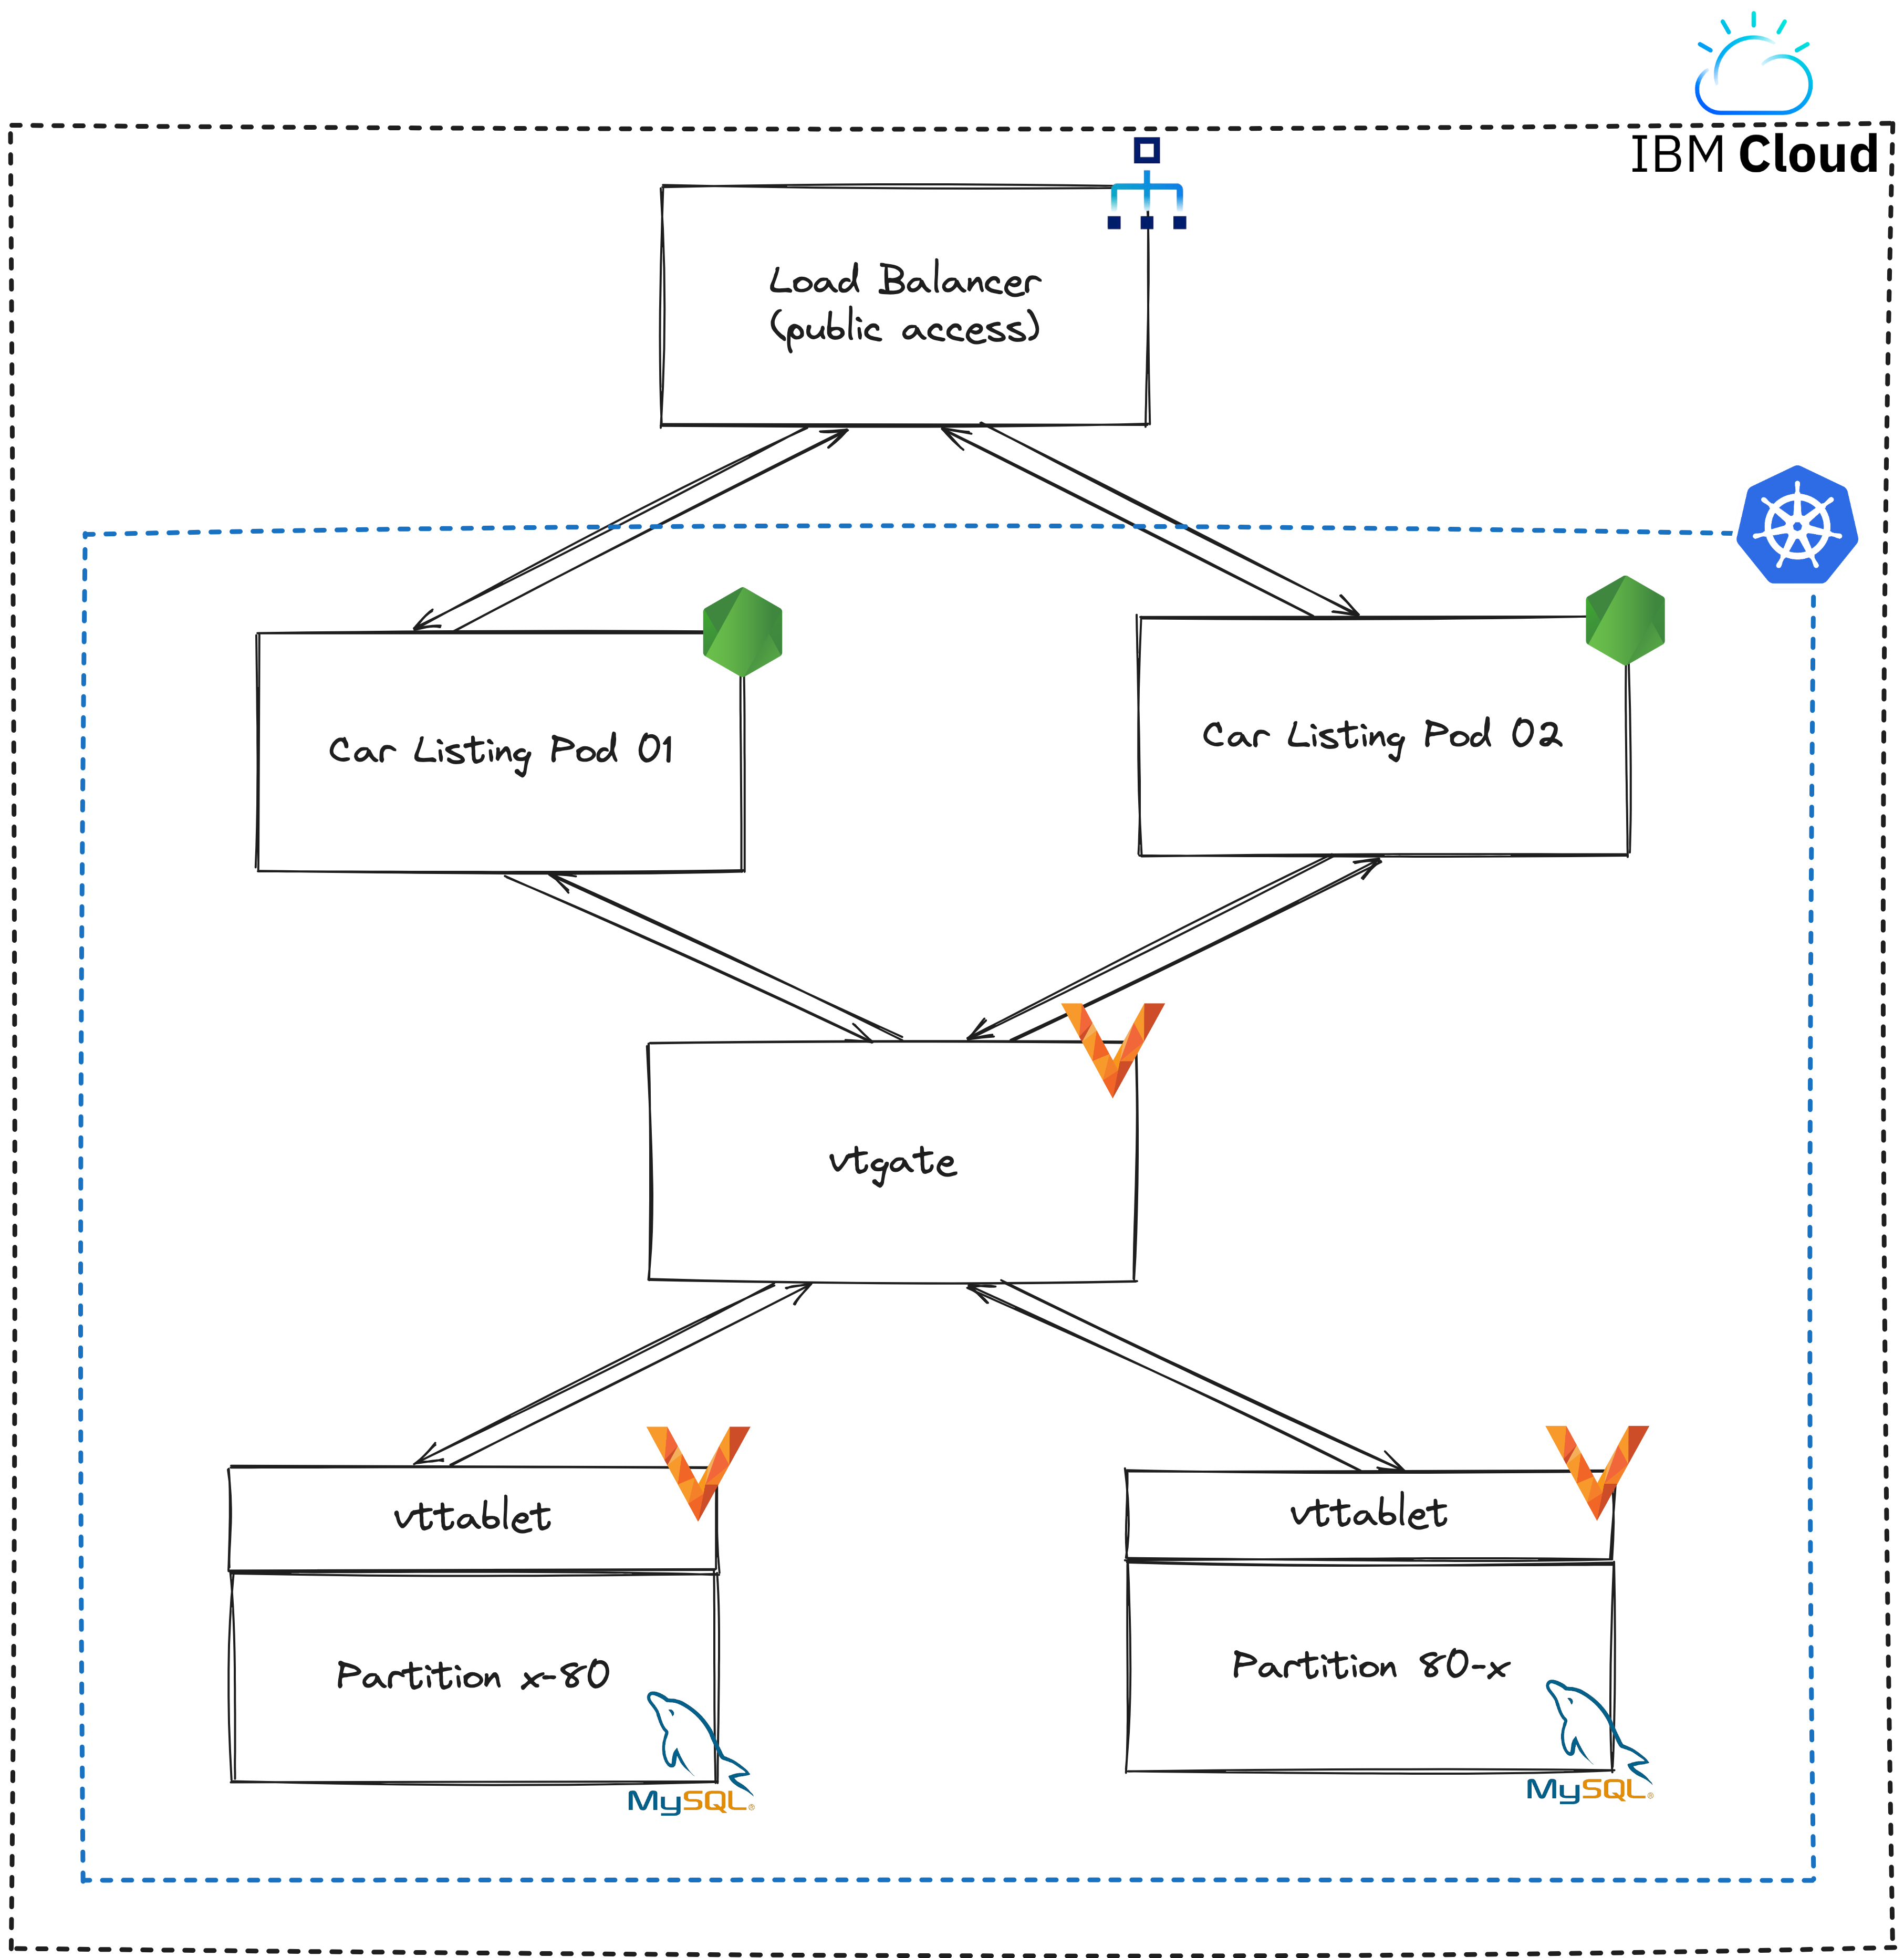 IBM Cloud
Load Balancer
(public access)
Car Listing Pod 01
Car Listing Pod 02
vtgate
vttablet
vttablet
Partition x-80
Partition 80-x
MySQL®
MySQL®